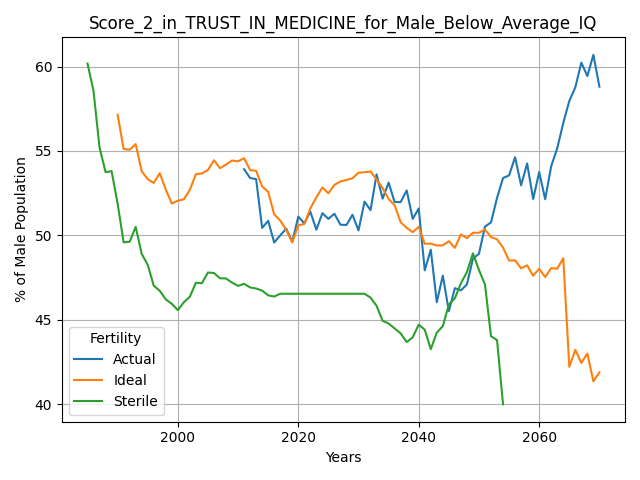 Score_2_in_TRUST_IN_MEDICINE_for_Male_Below_Average_IQ
% of Male Population
60
55
50
45
40
Fertility
Actual
Ideal
Sterile
2000
2020
2040
2060
Years